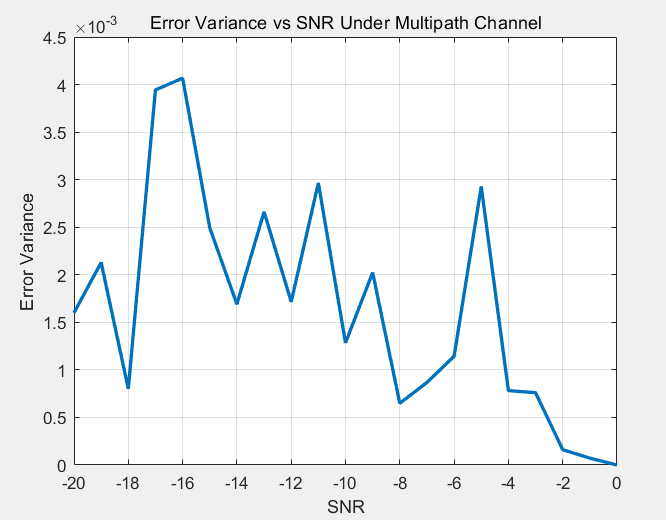 Error Variance vs SNR Under Multipath Channel
×10⁻³
4.5
4
3.5
3
2.5
2
1.5
1
0.5
0
Error Variance
-20 -18 -16 -14 -12 -10 -8 -6 -4 -2 0
SNR